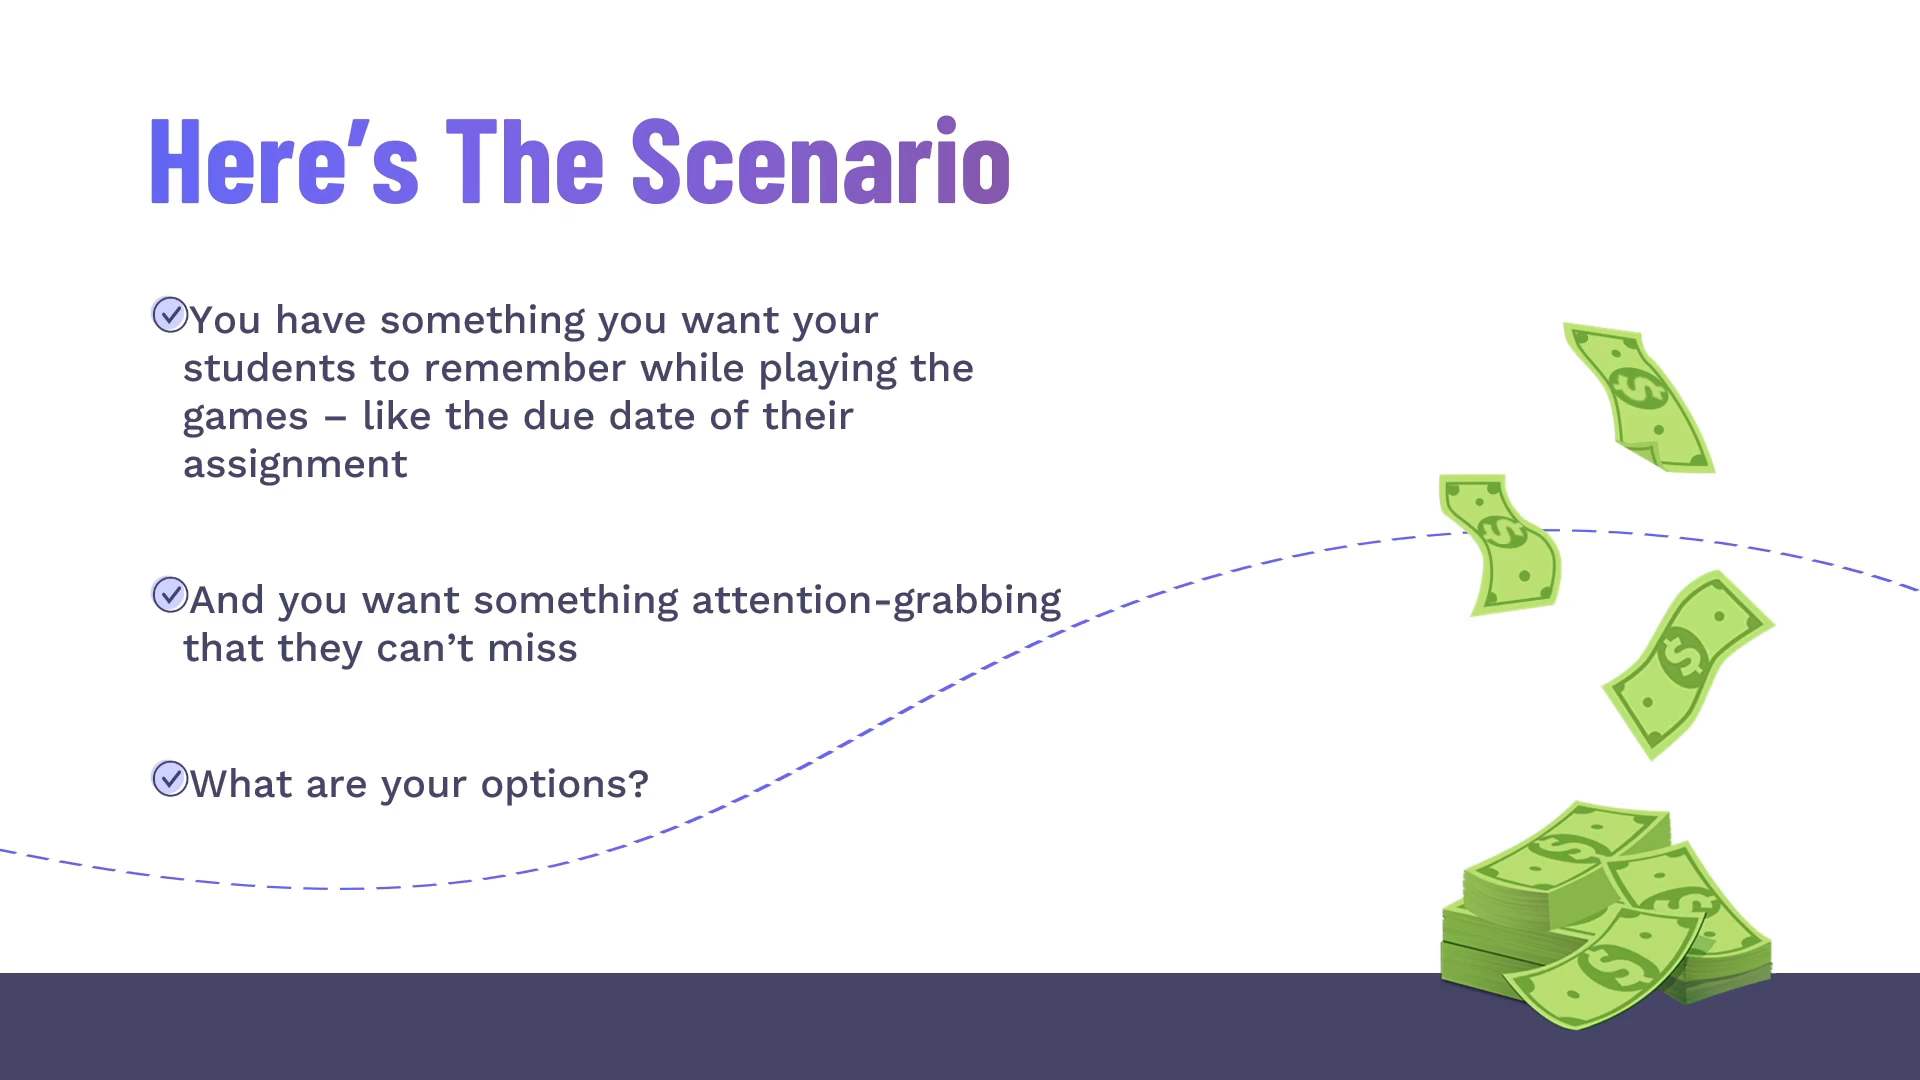 Here’s The Scenario
You have something you want your
students to remember while playing the
games – like the due date of their
assignment
And you want something attention-grabbing
that they can’t miss
What are your options?